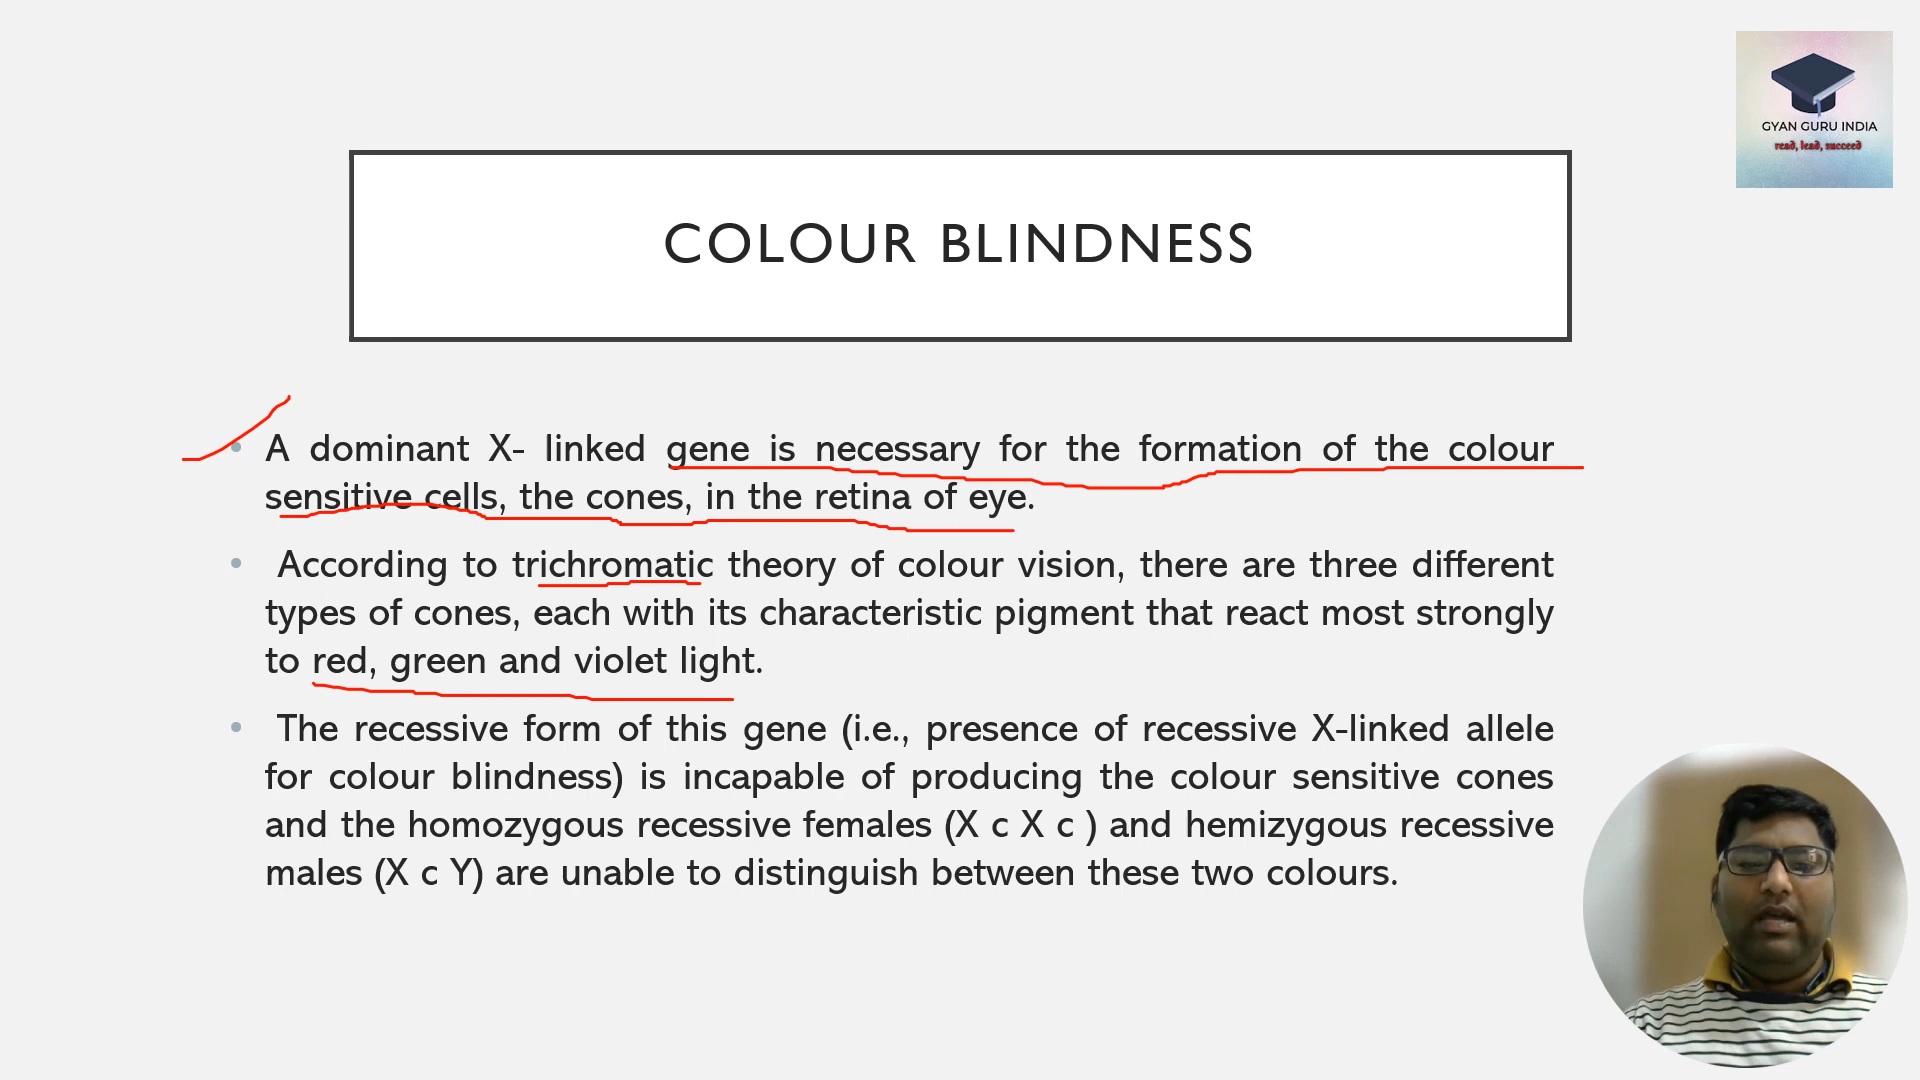 GYAN GURU INDIA
read, lead, succeed
COLOUR BLINDNESS
• A dominant X- linked gene is necessary for the formation of the colour
sensitive cells, the cones, in the retina of eye.
• According to trichromatic theory of colour vision, there are three different
types of cones, each with its characteristic pigment that react most strongly
to red, green and violet light.
• The recessive form of this gene (i.e., presence of recessive X-linked allele
for colour blindness) is incapable of producing the colour sensitive cones
and the homozygous recessive females (X c X c ) and hemizygous recessive
males (X c Y) are unable to distinguish between these two colours.